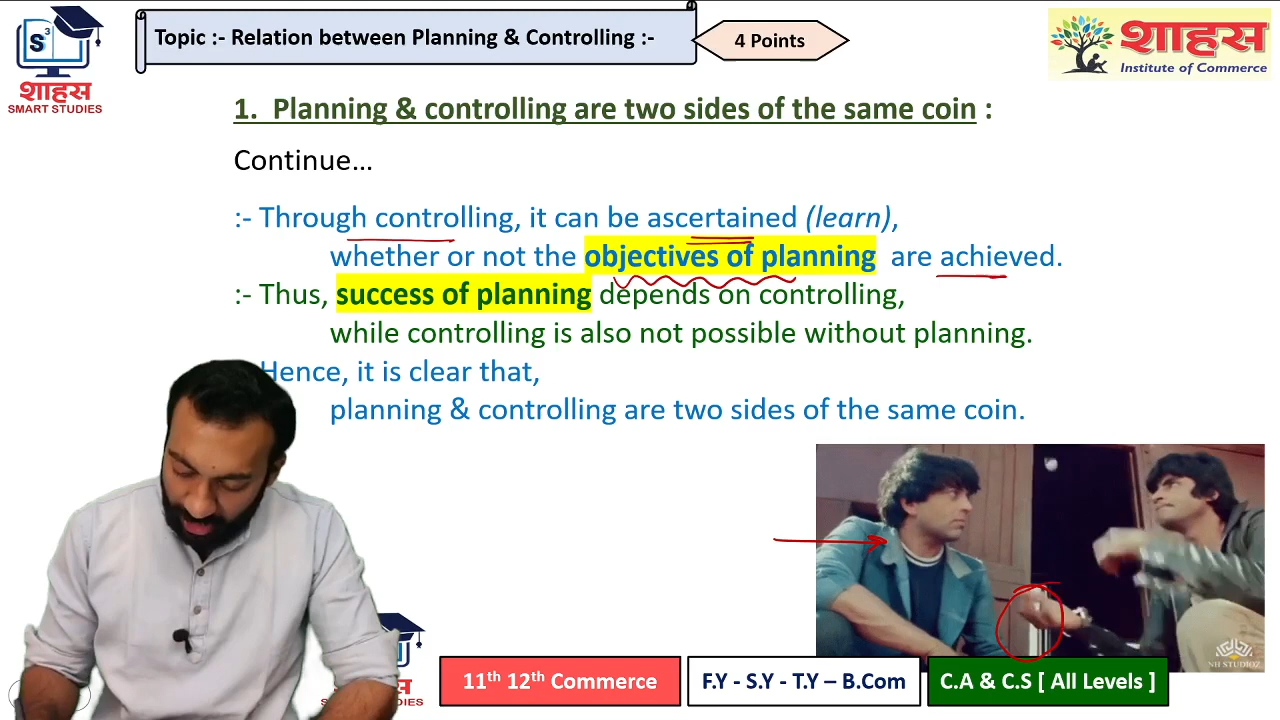 S³
शाहस
SMART STUDIES
Topic :- Relation between Planning & Controlling :-
4 Points
शाहस
Institute of Commerce
1. Planning & controlling are two sides of the same coin :
Continue…
:- Through controlling, it can be ascertained (learn),
whether or not the objectives of planning are achieved.
:- Thus, success of planning depends on controlling,
while controlling is also not possible without planning.
Hence, it is clear that,
planning & controlling are two sides of the same coin.
NH STUDIOZ
STUDIES
11th 12th Commerce
F.Y - S.Y - T.Y – B.Com
C.A & C.S [ All Levels ]